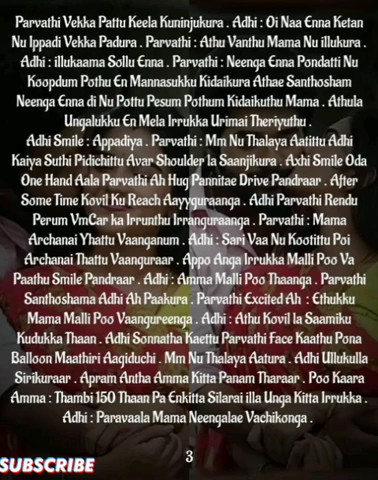 Parvathi Vekka Pattu Keela Kuninjukura . Adhi : Oi Naa Enna Ketan
Nu Ippadi Vekka Padura . Parvathi : Athu Vanthu Mama Nu illukura .
Adhi : illukaama Sollu Enna . Parvathi : Neenga Enna Pondatti Nu
Koopdum Pothu En Mannasukku Kidaikura Athae Santhosham
Neenga Enna di Nu Pottu Pesum Pothum Kidaikuthu Mama . Athula
Ungalukku En Mela Irrukka Urimai Theriyuthu .
Adhi Smile : Appadiya . Parvathi : Mm Nu Thalaya Aatittu Adhi
Kaiya Suthi Pidichittu Avar Shoulder la Saanjikura . Axhi Smile Oda
One Hand Aala Parvathi Ah Hug Pannitae Drive Pandraar . After
Some Time Kovil Ku Reach Aayyguraanga . Adhi Parvathi Rendu
Perum VmCar ka Irrunthu Irranguraanga . Parvathi : Mama
Archanai Yhattu Vaanganum . Adhi : Sari Vaa Nu Kootittu Poi
Archanai Thattu Vaanguraar . Appo Anga Irrukka Malli Poo Va
Paathu Smile Pandraar . Adhi : Amma Malli Poo Thaanga . Parvathi
Santhoshama Adhi Ah Paakura . Parvathi Excited Ah : Ethukku
Mama Malli Poo Vaangureenga . Adhi : Athu Kovil la Saamiku
Kudukka Thaan . Adhi Sonnatha Kaettu Parvathi Face Kaathu Pona
Balloon Maathiri Aagiduchi . Mm Nu Thalaya Aatura . Adhi Ullukulla
Sirikuraar . Apram Antha Amma Kitta Panam Tharaar . Poo Kaara
Amma : Thambi 150 Thaan Pa Enkitta Silarai illa Unga Kitta Irrukka .
Adhi : Paravaala Mama Neengalae Vachikonga .
3
SUBSCRIBE